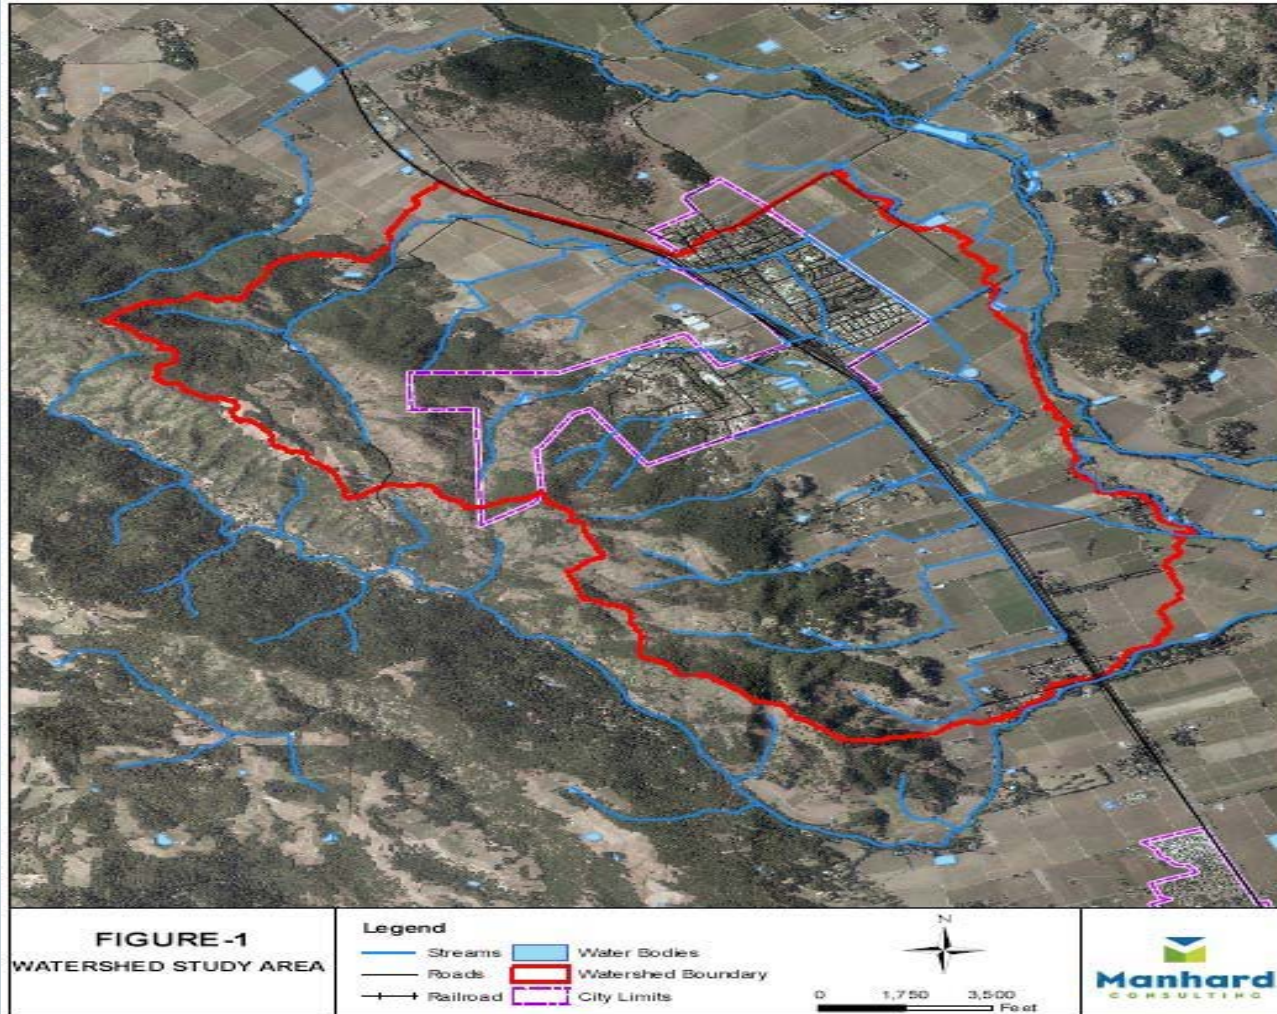 FIGURE-1
WATERSHED STUDY AREA
Legend
Streams
Water Bodies
Roads
Watershed Boundary
Railroad
City Limits
N
0 1,750 3,500
Feet
Manhard
CONSULTING